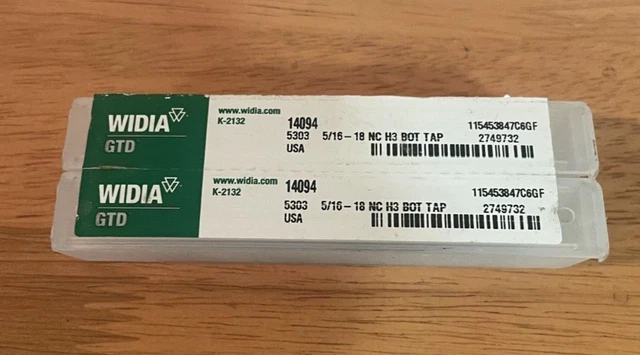 WIDIA
GTD
www.widia.com
K-2132
14094
5303 5/16-18 NC H3 BOT TAP
USA
115453847C6GF
2749732
WIDIA
GTD
www.widia.com
K-2132
14094
5303 5/16-18 NC H3 BOT TAP
USA
115453847C6GF
2749732